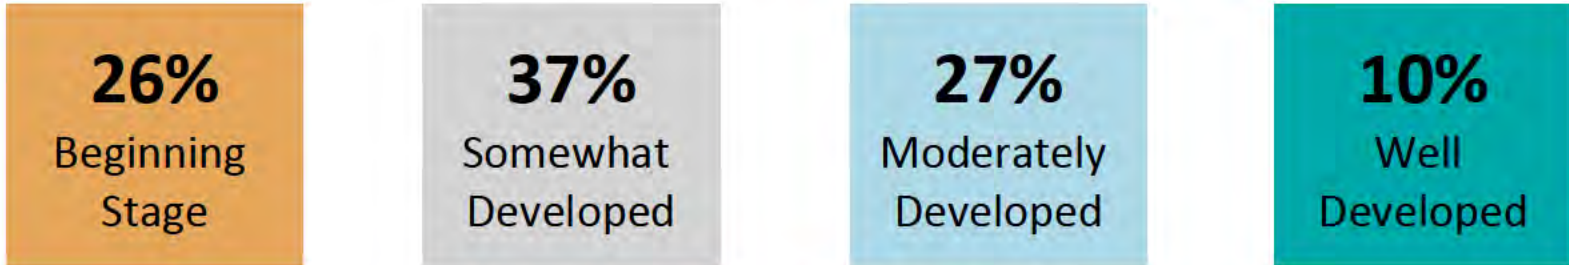 26%
Beginning
Stage
37%
Somewhat
Developed
27%
Moderately
Developed
10%
Well
Developed